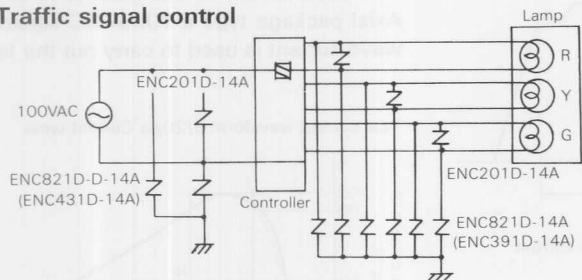 Traffic signal control
Lamp
R
ENC201D-14A
Y
100VAC
G
ENC201D-14A
ENC821D-D-14A
(ENC431D-14A)
Controller
ENC821D-14A
(ENC391D-14A)